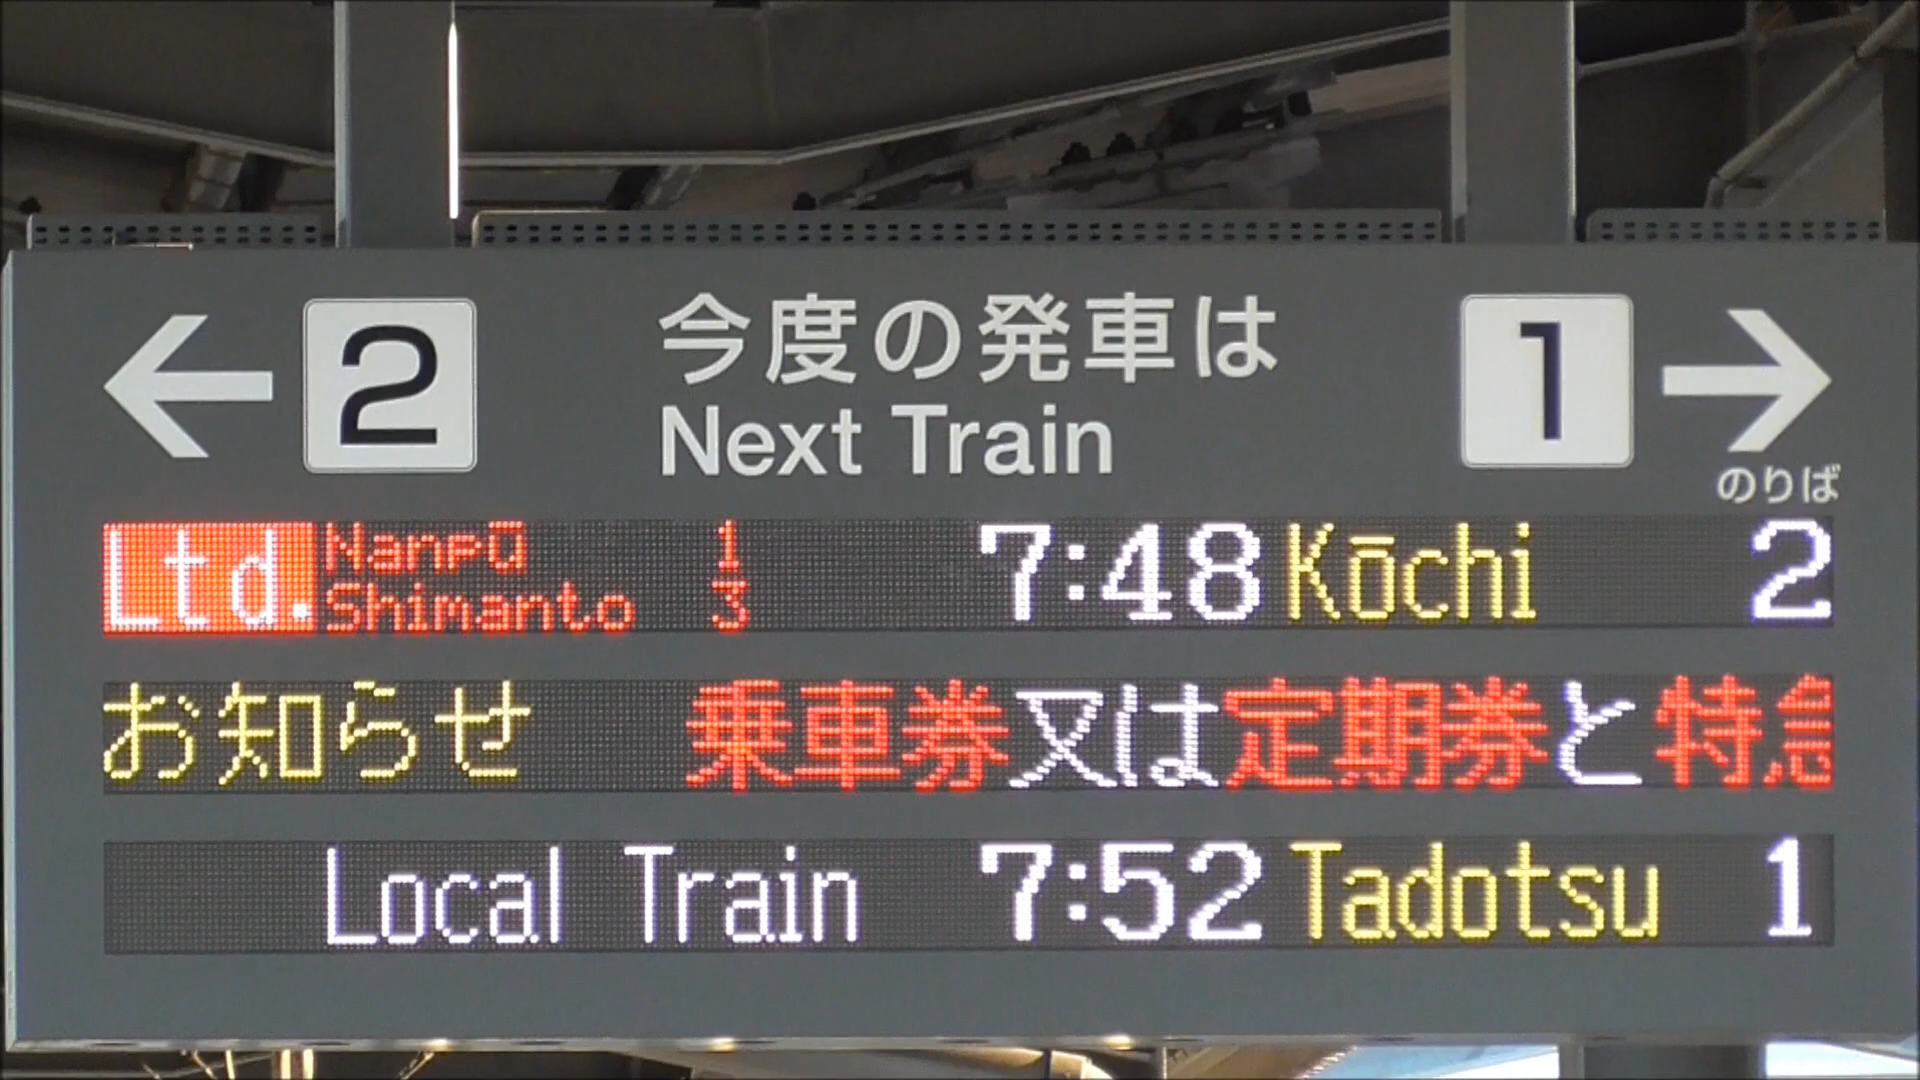 ← 2 今度の発車は 1 →
Next Train
のりば
Ltd. Nanpū 1 7:48 Kōchi 2
Shimanto 3
お知らせ 乗車券又は定期券と特急
Local Train 7:52 Tadotsu 1